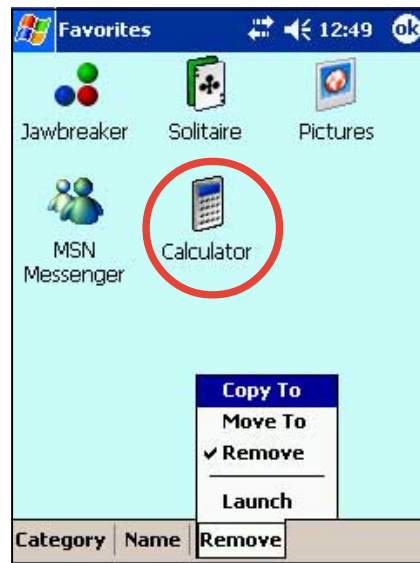 Favorites 12:49 ok
Jawbreaker Solitaire Pictures
MSN
Messenger
Calculator
Copy To
Move To
Remove
Launch
Category Name Remove